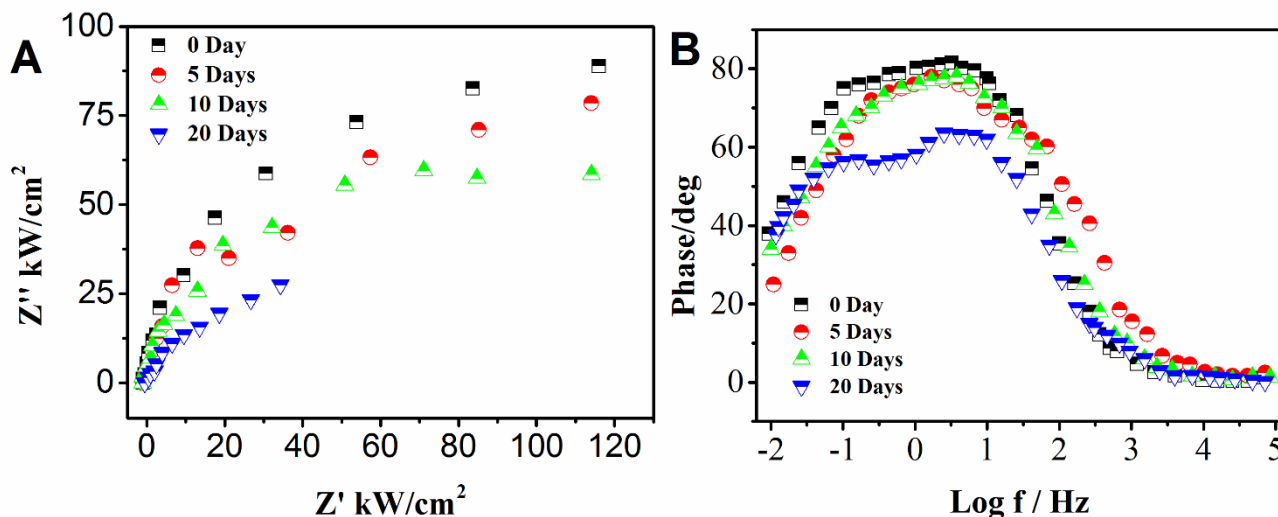 A
100
75
50
25
0
Z'' kW/cm²
0 Day
5 Days
10 Days
20 Days
0 20 40 60 80 100 120
Z' kW/cm²
B
80
60
40
20
0
Phase/deg
0 Day
5 Days
10 Days
20 Days
-2 -1 0 1 2 3 4 5
Log f / Hz